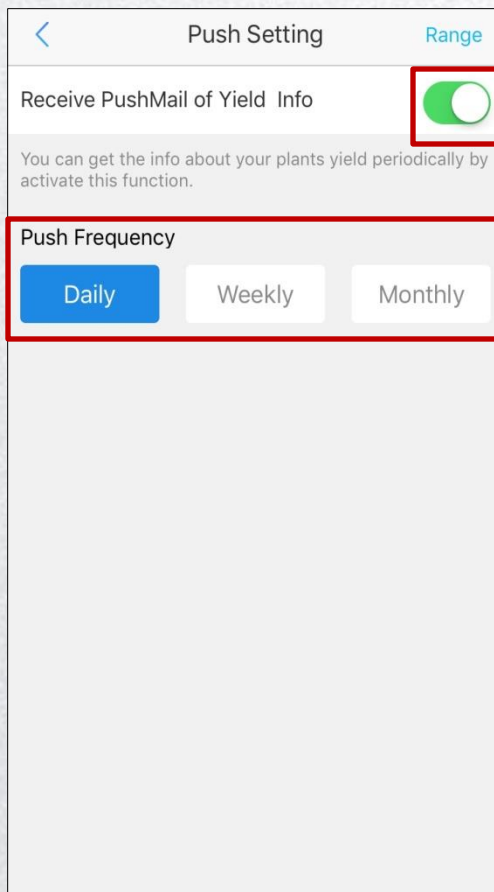 Push Setting Range
Receive PushMail of Yield Info
You can get the info about your plants yield periodically by
activate this function.
Push Frequency
Daily Weekly Monthly